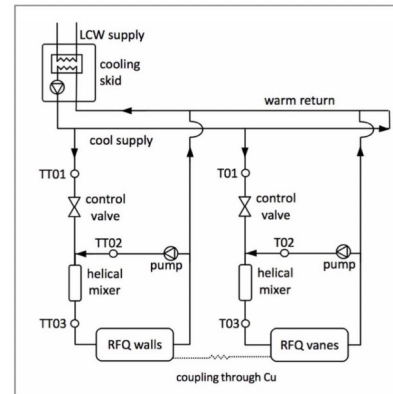 LCW supply
cooling
skid
warm return
cool supply
TT01
T01
control
valve
control
valve
TT02
T02
pump
pump
helical
mixer
helical
mixer
TT03
T03
RFQ walls
RFQ vanes
coupling through Cu